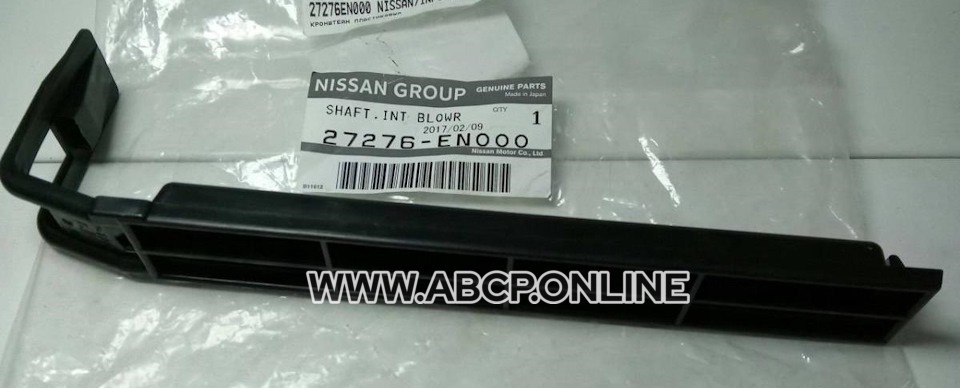 27276EN000 NISSAN/INF
КРОНШТЕЙН ПЛАСТИКОВЫЙ
NISSAN GROUP GENUINE PARTS
Made in Japan
SHAFT.INT BLOWR QTY 1
2017/02/09
27276-EN000
Nissan Motor Co., Ltd
WWW.ABCP.ONLINE